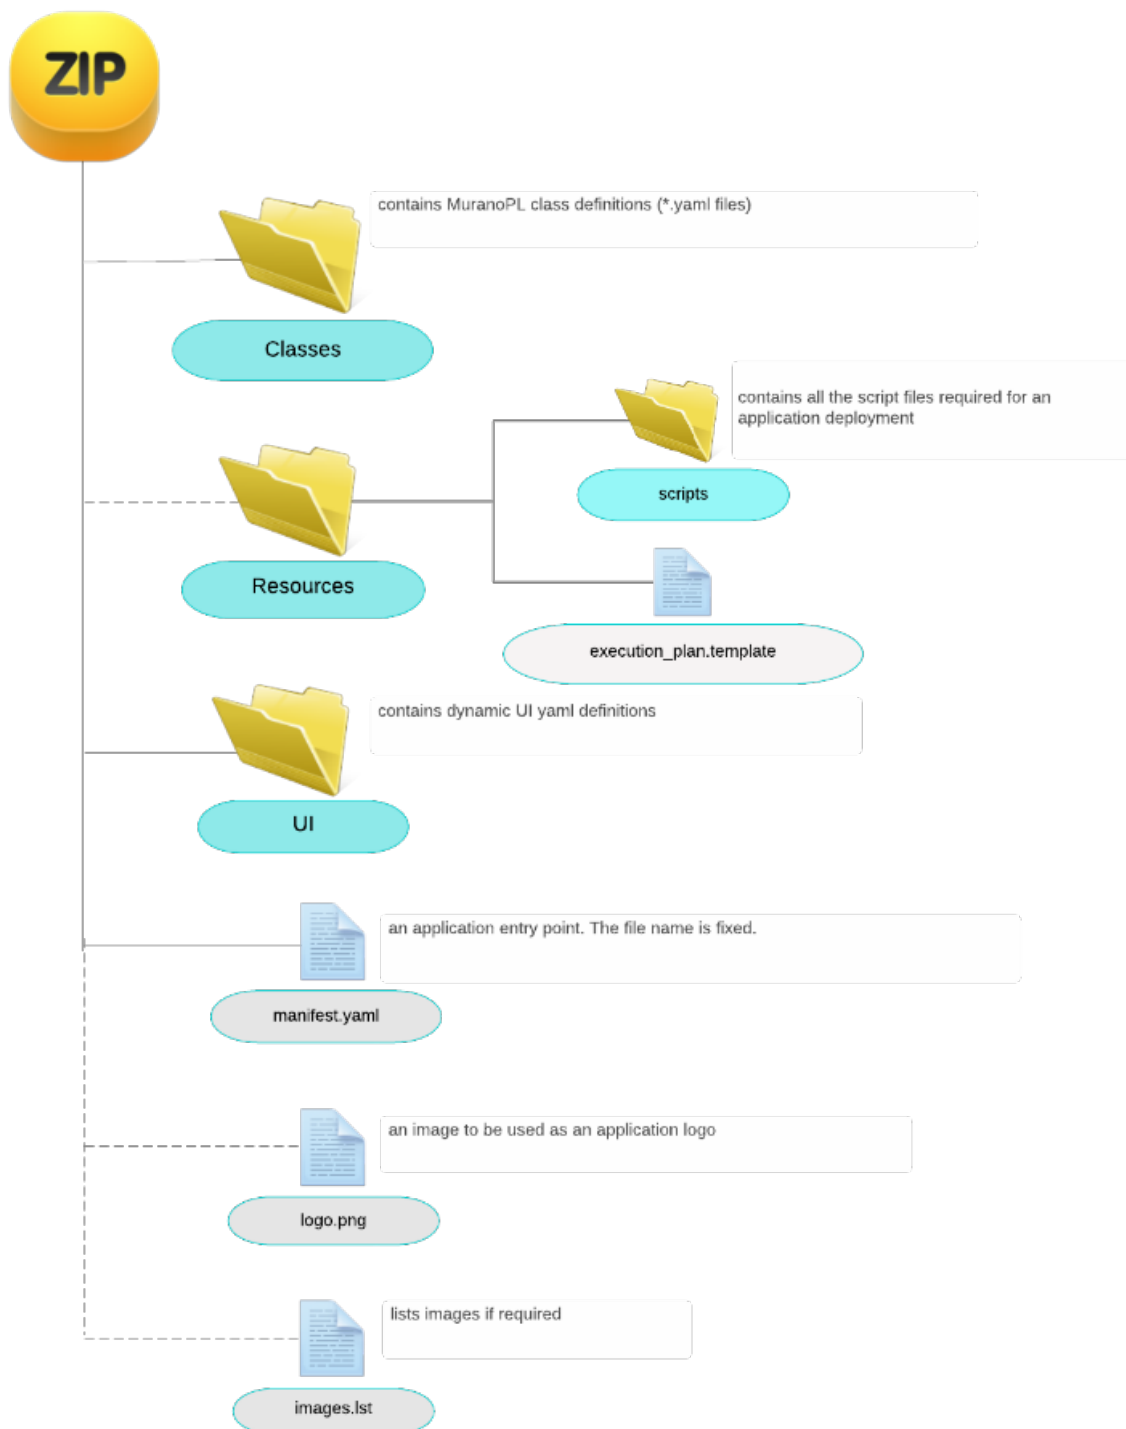 ZIP
contains MuranoPL class definitions (*.yaml files)
Classes
contains all the script files required for an
application deployment
scripts
Resources
execution_plan.template
contains dynamic UI yaml definitions
UI
an application entry point. The file name is fixed.
manifest.yaml
an image to be used as an application logo
logo.png
lists images if required
images.lst